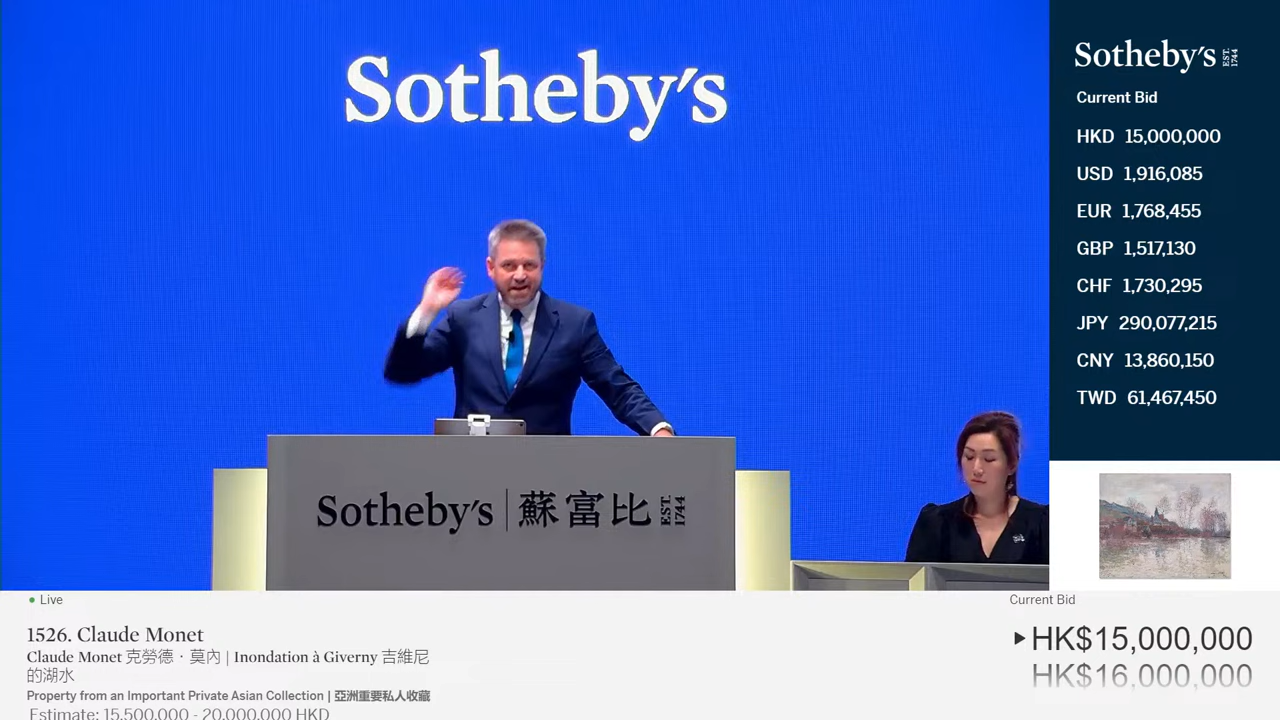 Sotheby's
Sotheby's | 蘇富比 EST. 1744
Sotheby's EST. 1744
Current Bid
HKD 15,000,000
USD 1,916,085
EUR 1,768,455
GBP 1,517,130
CHF 1,730,295
JPY 290,077,215
CNY 13,860,150
TWD 61,467,450
Live
1526. Claude Monet
Claude Monet 克勞德·莫內 | Inondation à Giverny 吉維尼
的湖水
Property from an Important Private Asian Collection | 亞洲重要私人收藏
Estimate: 15,500,000 - 20,000,000 HKD
Current Bid
HK$15,000,000
HK$16,000,000